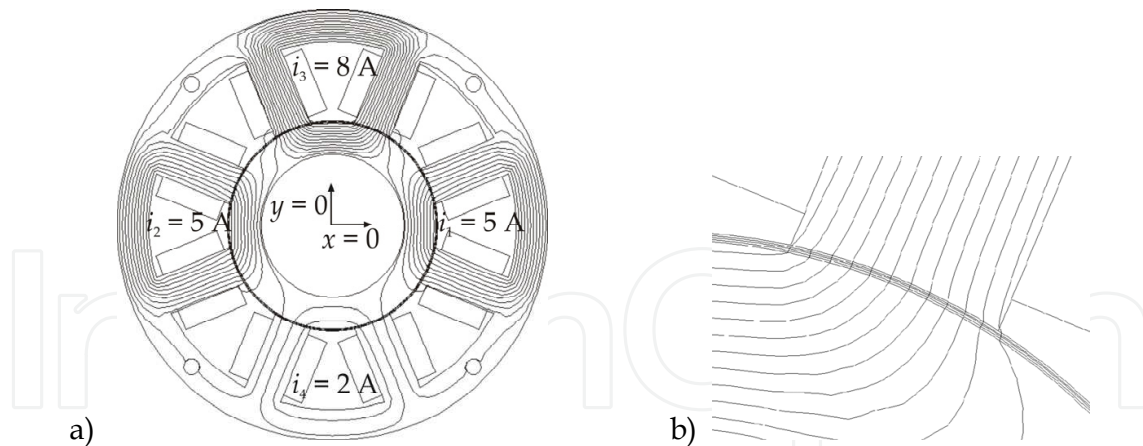 i₃ = 8 A
i₂ = 5 A
y = 0
x = 0
i₁ = 5 A
i₄ = 2 A
a)
b)